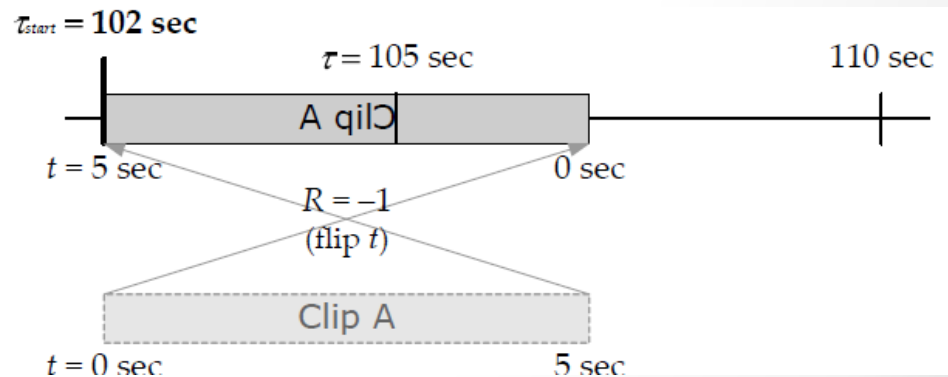 τstart = 102 sec
τ = 105 sec
110 sec
Clip A
t = 5 sec
0 sec
R = –1
(flip t)
Clip A
t = 0 sec
5 sec